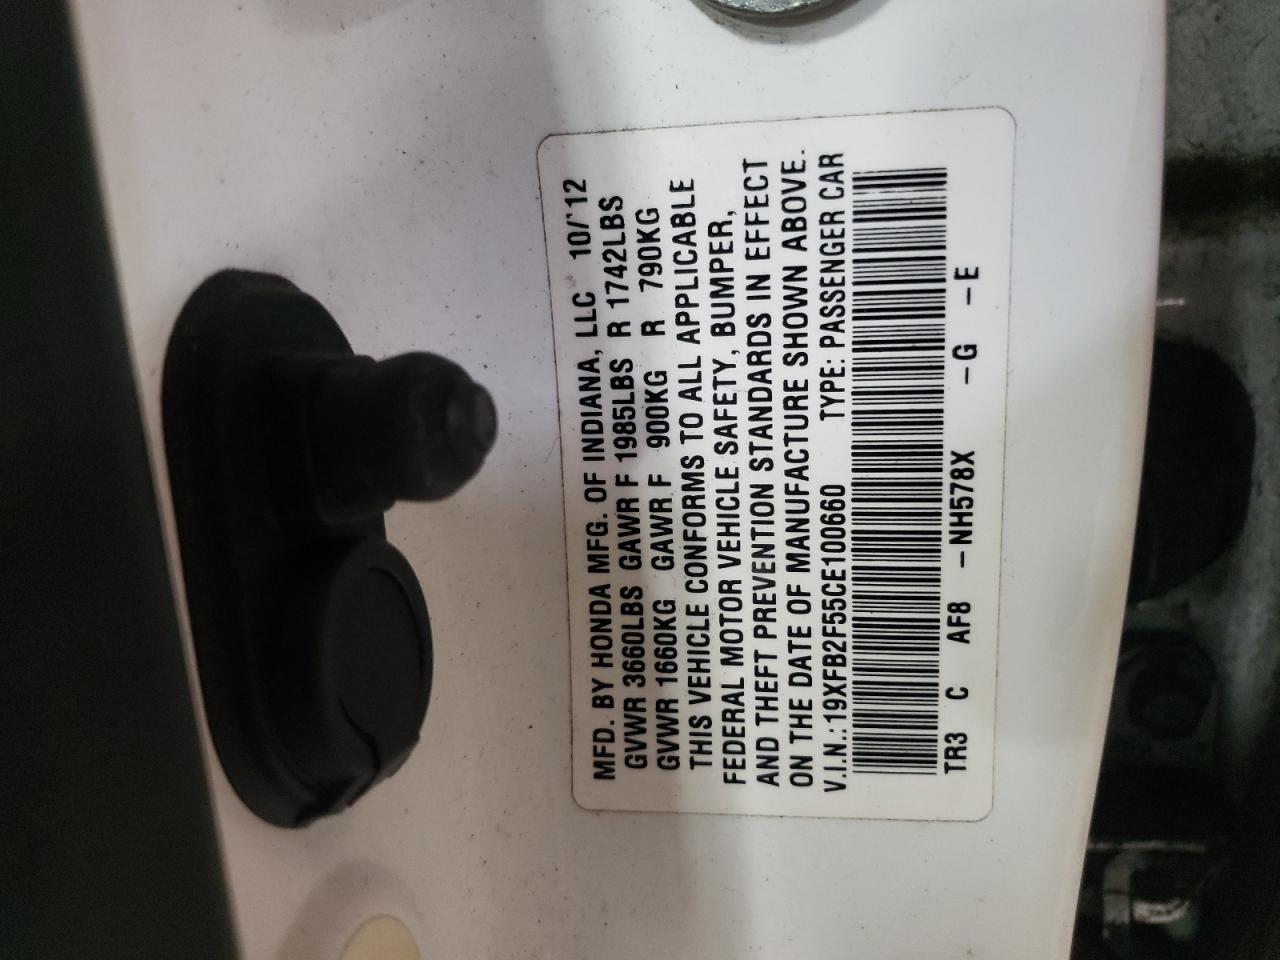 MFD. BY HONDA MFG. OF INDIANA, LLC 10/'12
GVWR 3660LBS GAWR F 1985LBS R 1742LBS
GVWR 1660KG GAWR F 900KG R 790KG
THIS VEHICLE CONFORMS TO ALL APPLICABLE
FEDERAL MOTOR VEHICLE SAFETY, BUMPER,
AND THEFT PREVENTION STANDARDS IN EFFECT
ON THE DATE OF MANUFACTURE SHOWN ABOVE.
V.I.N.:19XFB2F55CE100660 TYPE: PASSENGER CAR
TR3 C AF8 -NH578X -G -E